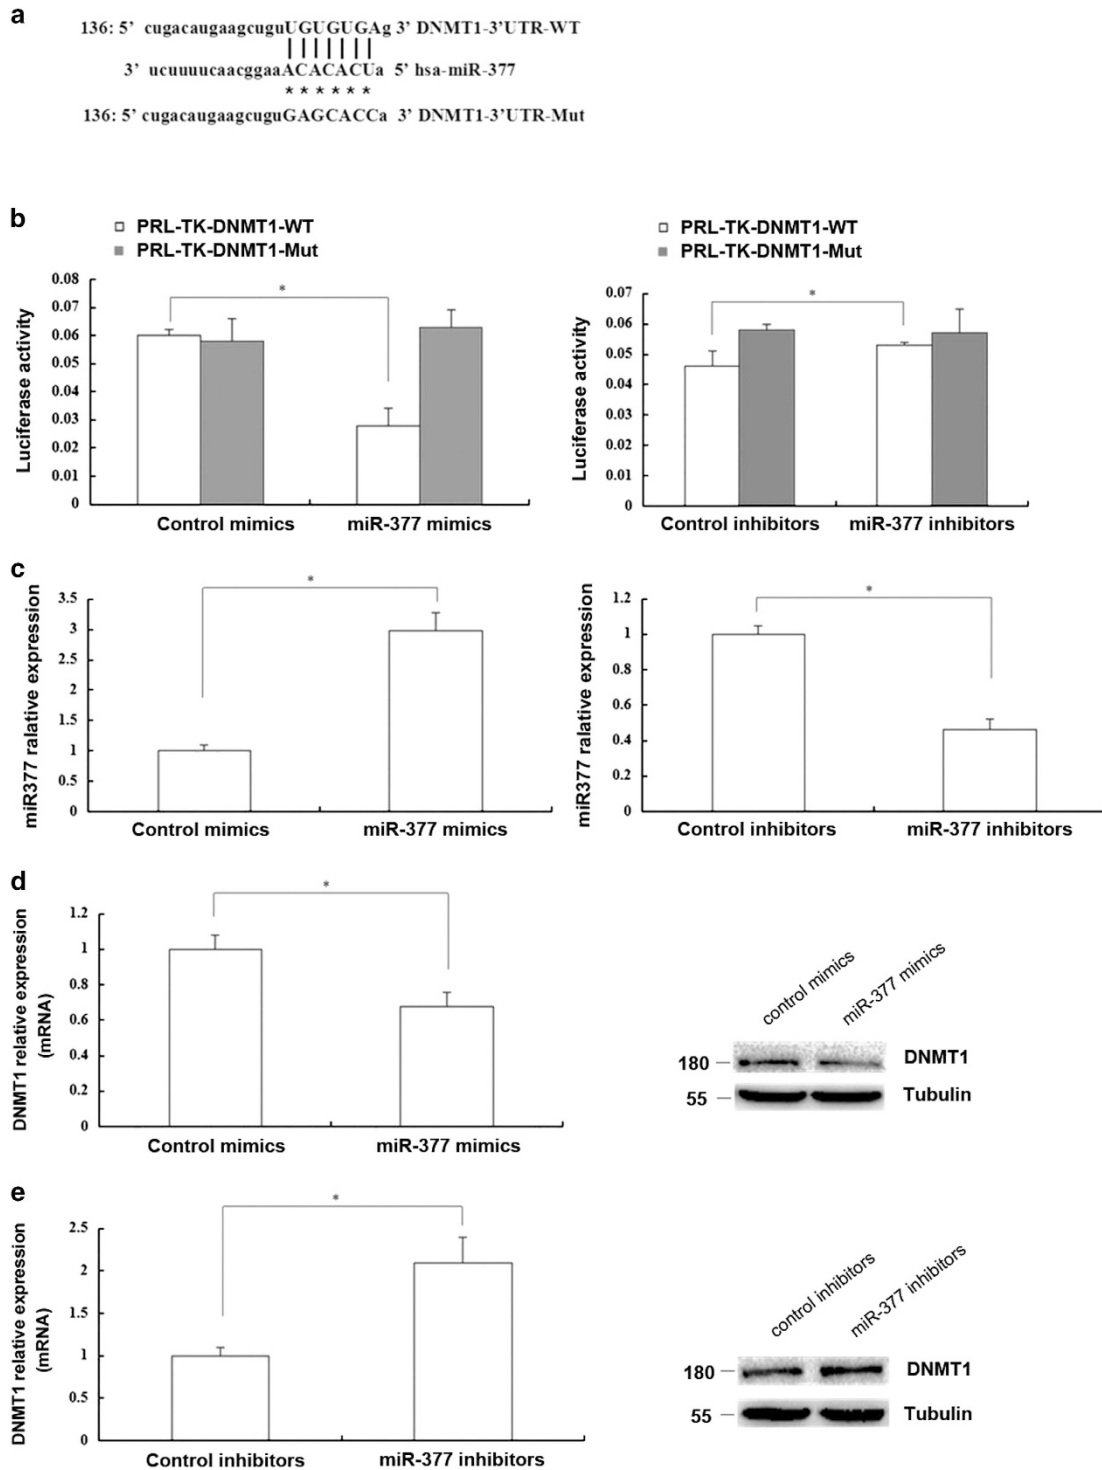 a
136: 5' cugacaugaagcuguUGUGUGAg 3' DNMT1-3'UTR-WT
3' ucuuuucaacggaaACACACUa 5' hsa-miR-377
* * * * * *
136: 5' cugacaugaagcuguGAGCACCa 3' DNMT1-3'UTR-Mut
b
PRL-TK-DNMT1-WT
PRL-TK-DNMT1-Mut
Luciferase activity
0.08
0.07
0.06
0.05
0.04
0.03
0.02
0.01
0
*
Control mimics
miR-377 mimics
PRL-TK-DNMT1-WT
PRL-TK-DNMT1-Mut
Luciferase activity
0.07
0.06
0.05
0.04
0.03
0.02
0.01
0
*
Control inhibitors
miR-377 inhibitors
c
miR377 ralative expression
3.5
3
2.5
2
1.5
1
0.5
0
*
Control mimics
miR-377 mimics
miR377 ralative expression
1.2
1
0.8
0.6
0.4
0.2
0
*
Control inhibitors
miR-377 inhibitors
d
DNMT1 relative expression
(mRNA)
1.2
1
0.8
0.6
0.4
0.2
0
*
Control mimics
miR-377 mimics
control mimics
miR-377 mimics
180
DNMT1
55
Tubulin
e
DNMT1 relative expression
(mRNA)
2.5
2
1.5
1
0.5
0
*
Control inhibitors
miR-377 inhibitors
control inhibitors
miR-377 inhibitors
180
DNMT1
55
Tubulin